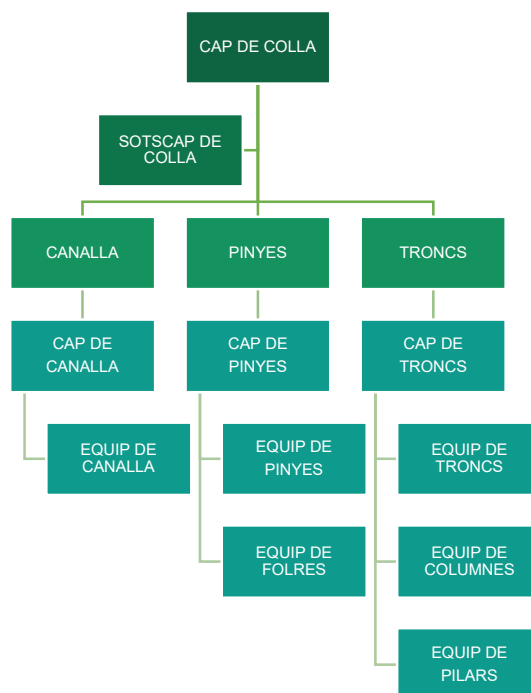 CAP DE COLLA
SOTSCAP DE
COLLA
CANALLA
PINYES
TRONCS
CAP DE
CANALLA
CAP DE
PINYES
CAP DE
TRONCS
EQUIP DE
CANALLA
EQUIP DE
PINYES
EQUIP DE
TRONCS
EQUIP DE
FOLRES
EQUIP DE
COLUMNES
EQUIP DE
PILARS